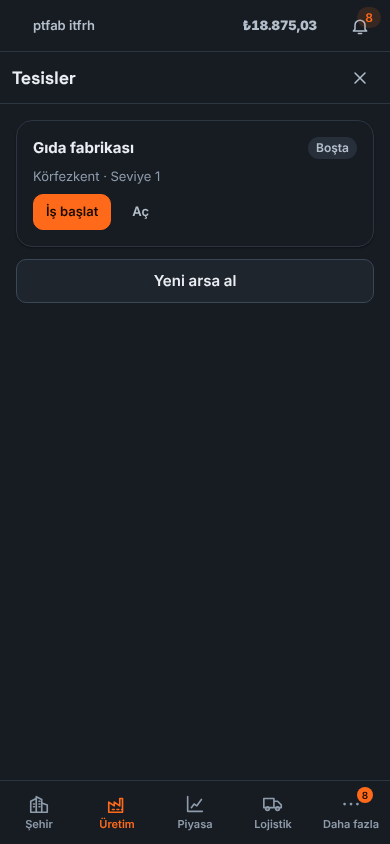 ptfab itfrh
₺18.875,03
8
Tesisler
Gıda fabrikası
Boşta
Körfezkent · Seviye 1
İş başlat
Aç
Yeni arsa al
8
Şehir
Üretim
Piyasa
Lojistik
Daha fazla